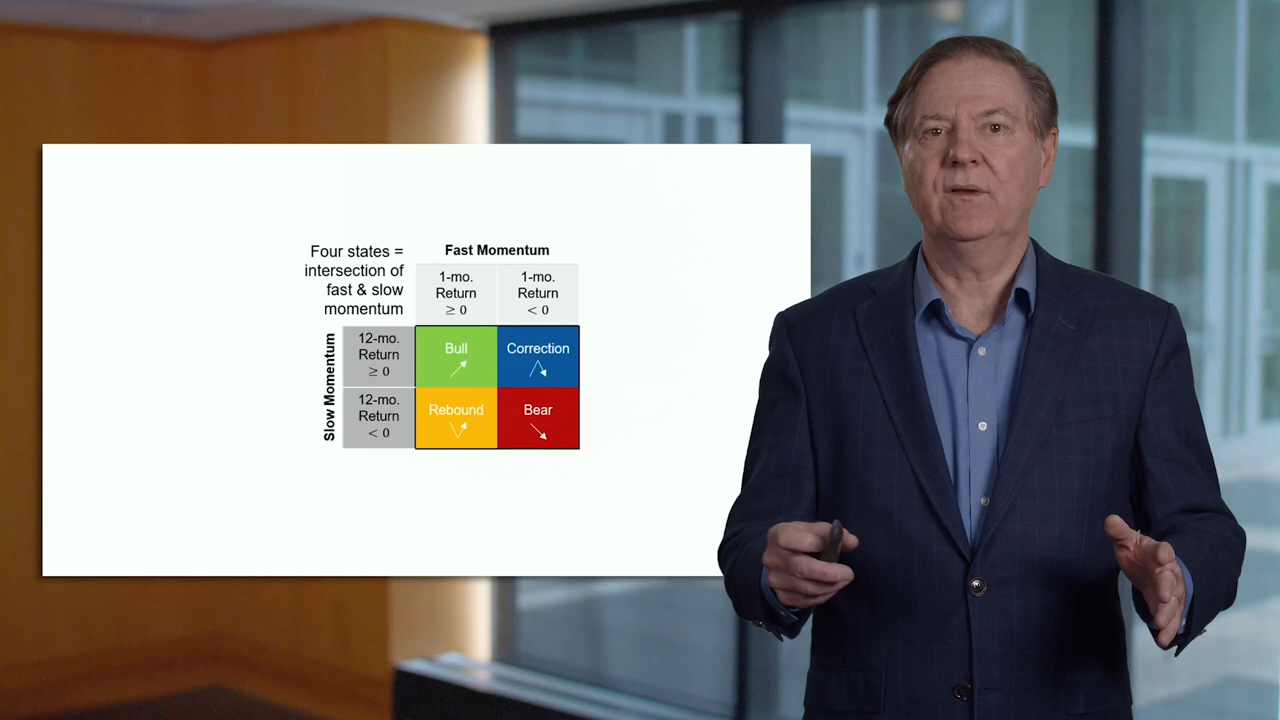 Four states =
intersection of
fast & slow
momentum
Fast Momentum
1-mo.
Return
≥ 0
1-mo.
Return
< 0
Slow Momentum
12-mo.
Return
≥ 0
Bull
Correction
12-mo.
Return
< 0
Rebound
Bear